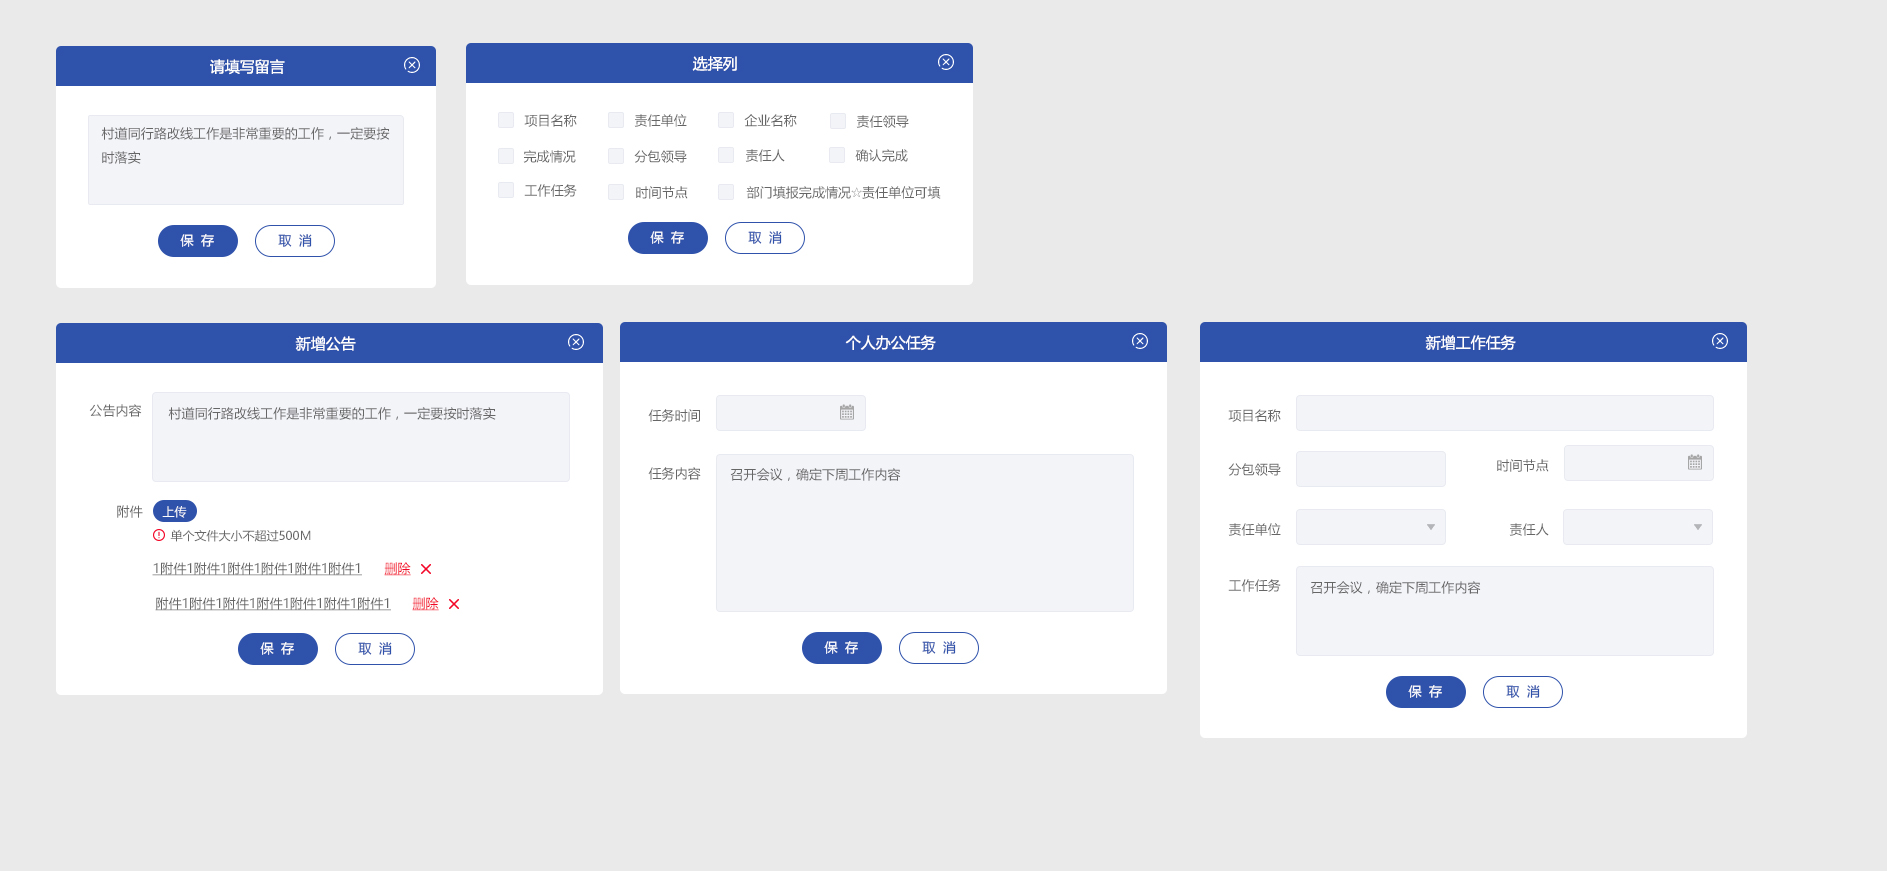 请填写留言
村道同行路改线工作是非常重要的工作，一定要按
时落实
保 存 取 消
选择列
项目名称 责任单位 企业名称 责任领导
完成情况 分包领导 责任人 确认完成
工作任务 时间节点 部门填报完成情况☆责任单位可填
保 存 取 消
新增公告
公告内容 村道同行路改线工作是非常重要的工作，一定要按时落实
附件 上传
单个文件大小不超过500M
1附件1附件1附件1附件1附件1附件1 删除
附件1附件1附件1附件1附件1附件1附件1 删除
保 存 取 消
个人办公任务
任务时间
任务内容 召开会议，确定下周工作内容
保 存 取 消
新增工作任务
项目名称
分包领导 时间节点
责任单位 责任人
工作任务 召开会议，确定下周工作内容
保 存 取 消